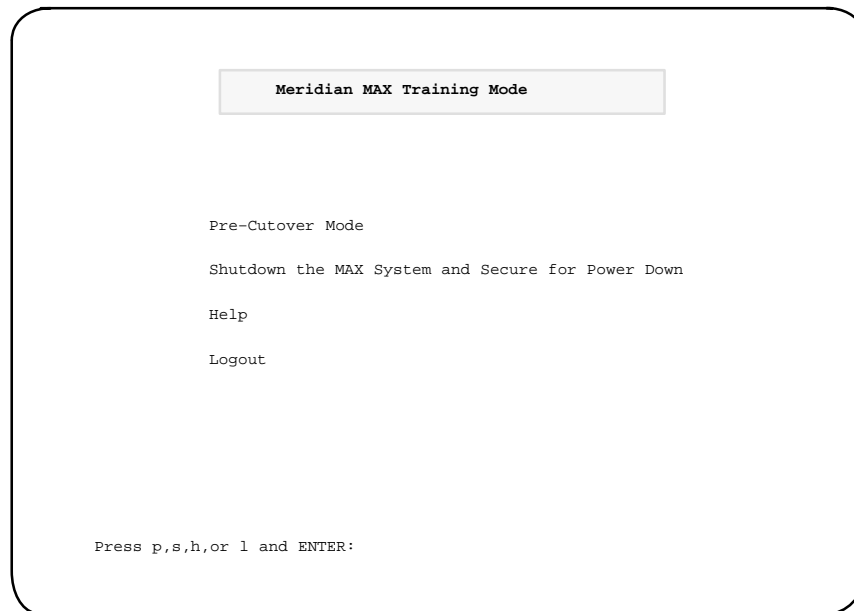 Meridian MAX Training Mode
Pre-Cutover Mode
Shutdown the MAX System and Secure for Power Down
Help
Logout
Press p,s,h,or l and ENTER: